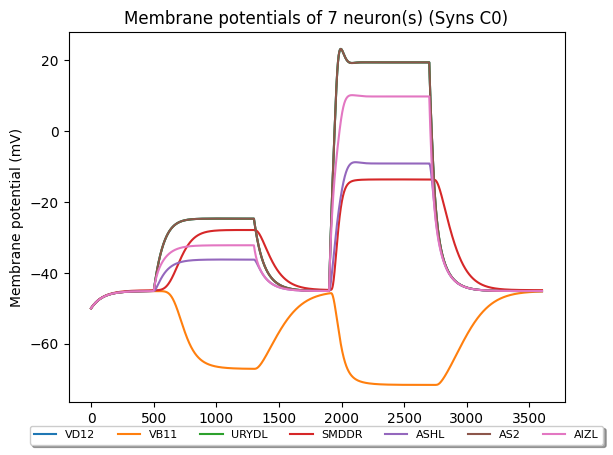 Membrane potentials of 7 neuron(s) (Syns C0)
Membrane potential (mV)
20
0
−20
−40
−60
0 500 1000 1500 2000 2500 3000 3500
VD12 VB11 URYDL SMDDR ASHL AS2 AIZL